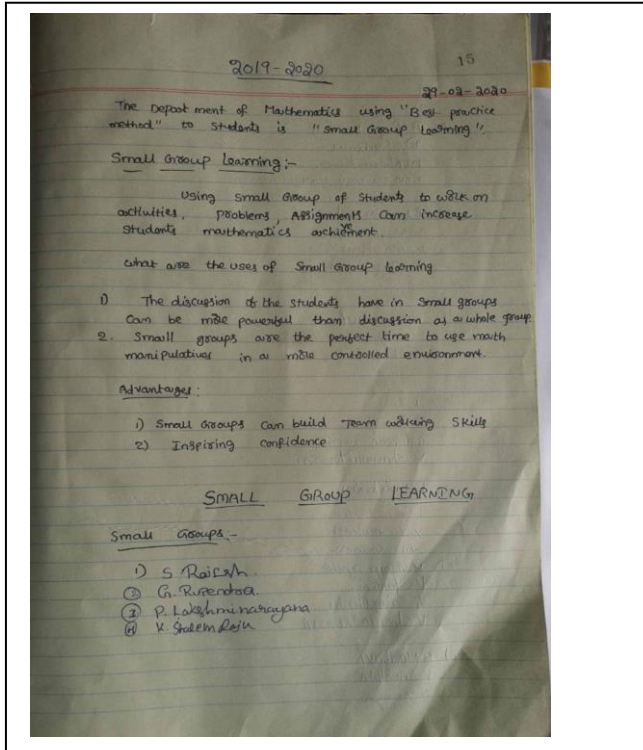 2019-2020
15
29-02-2020
The Depart ment of Mathematics using "Best practice
method" to students is "Small Group Learning".
Small Group Learning:-
Using Small Group of Students to work on
activities, problems, Assignments Can increase
Students mathematics archivement.
what are the uses of Small Group Learning
1) The discussion of the Students have in Small groups
Can be more powerful than discussion as a whole group.
2. Small groups are the perfect time to use math
manipulatives in a more controlled environment.
Advantages:
1) Small Groups Can build Team working Skills
2) Inspiring confidence
SMALL GROUP LEARNING
Small Groups:-
1) S Rajesh.
2 G. Rupendra.
3 P. Lakshminarayana
4 K. Shalem Raju